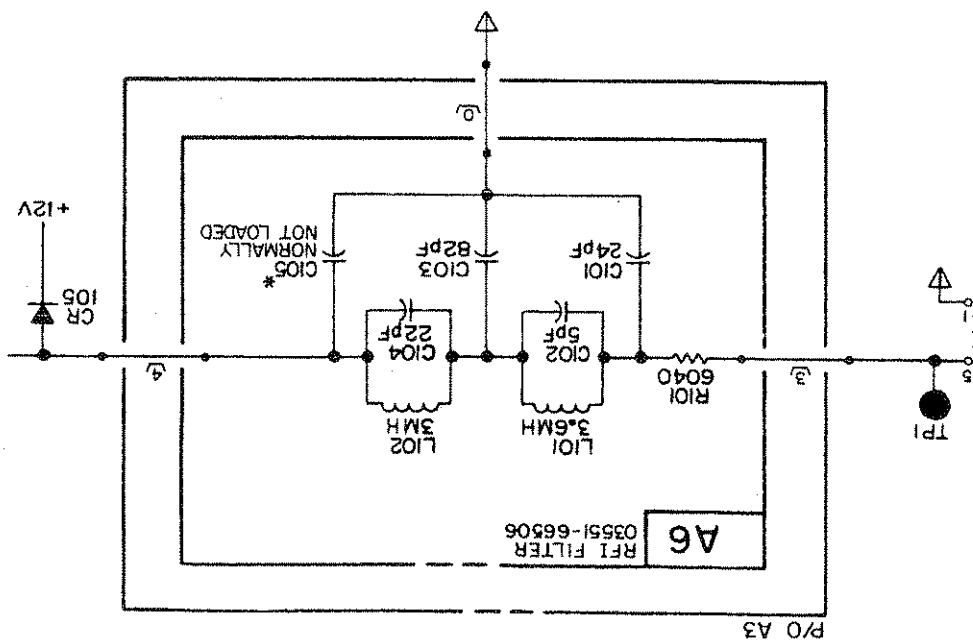 P/O A3
A6
RFI FILTER
03551-66506
TP1
L101
3.6MH
L102
3MH
5
3
R101
6040
C102
5pF
C104
22pF
4
1
C101
24pF
C103
82pF
C105 *
NORMALLY
NOT LOADED
CR
105
+12V
0